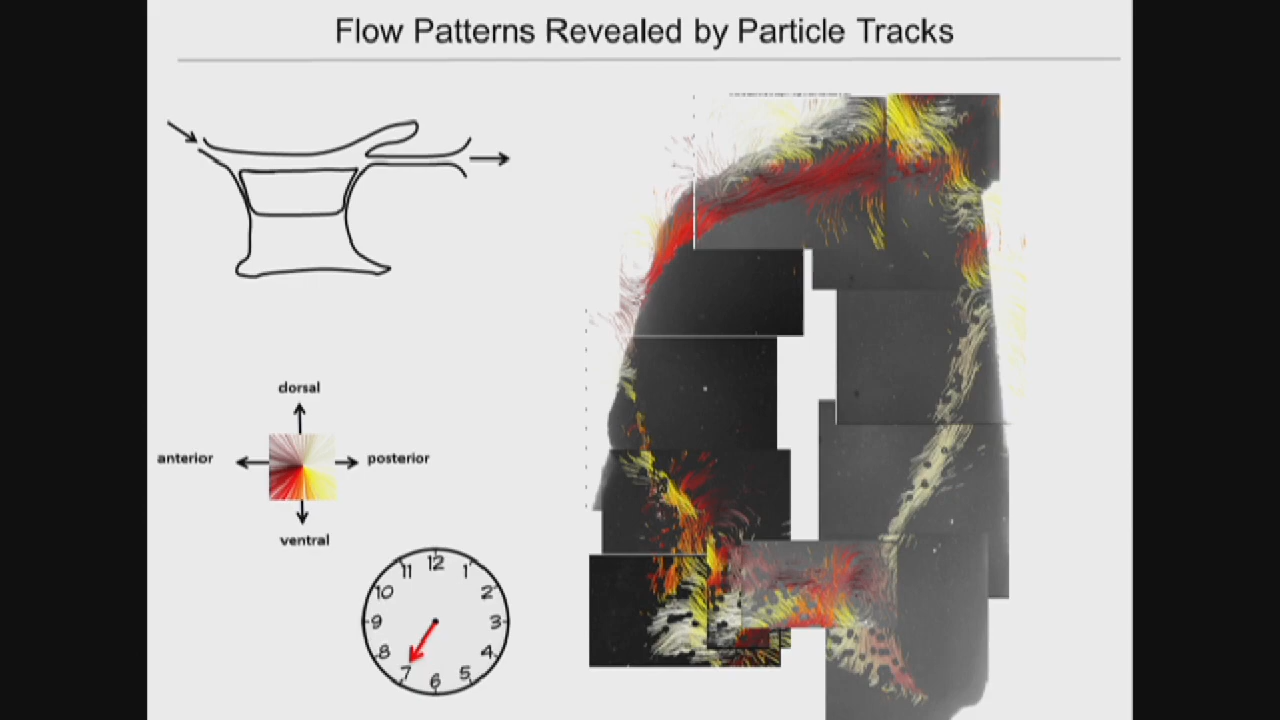 Flow Patterns Revealed by Particle Tracks
dorsal
anterior
posterior
ventral
12
11
1
10
2
9
3
8
4
7
5
6